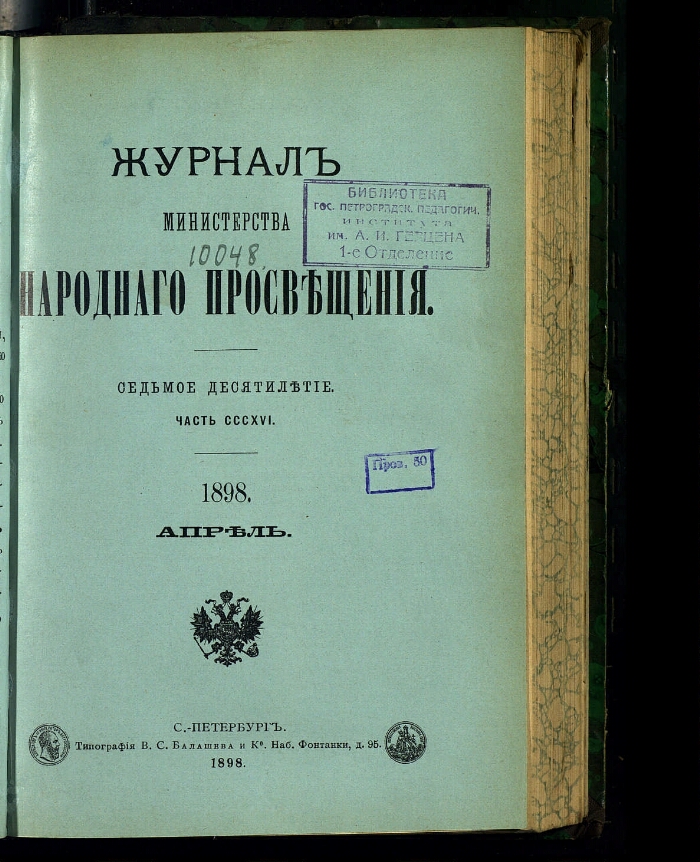 ЖУРНАЛЪ
МИНИСТЕРСТВА
НАРОДНАГО ПРОСВѢЩЕНІЯ.
10048
БИБЛИОТЕКА
ГОС. ПЕТРОГРАДСК. ПЕДАГОГИЧ.
ИНСТИТУТА
им. А. И. ГЕРЦЕНА
1-е Отделение
СЕДЬМОЕ ДЕСЯТИЛѢТІЕ.
ЧАСТЬ CCCXVI.
Пров. 50
1898.
АПРѢЛЬ.
С.-ПЕТЕРБУРГЪ.
Типографія В. С. Балашева и Кº. Наб. Фонтанки, д. 95.
1898.